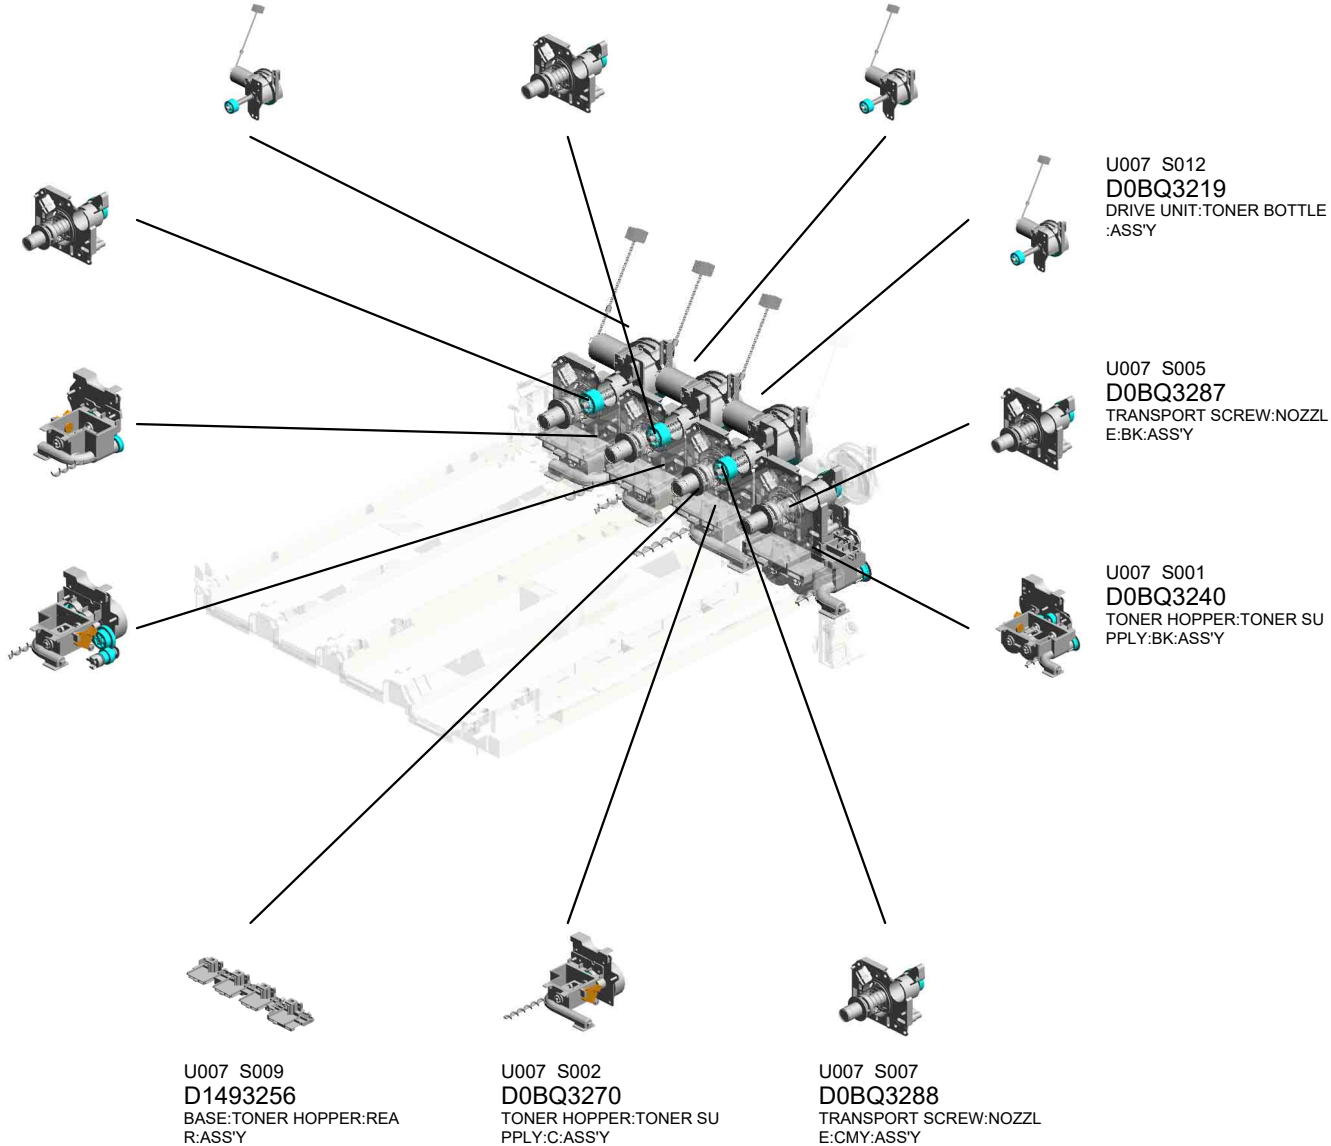 U007 S012
D0BQ3219
DRIVE UNIT:TONER BOTTLE
:ASS'Y
U007 S005
D0BQ3287
TRANSPORT SCREW:NOZZL
E:BK:ASS'Y
U007 S001
D0BQ3240
TONER HOPPER:TONER SU
PPLY:BK:ASS'Y
U007 S009
D1493256
BASE:TONER HOPPER:REA
R:ASS'Y
U007 S002
D0BQ3270
TONER HOPPER:TONER SU
PPLY:C:ASS'Y
U007 S007
D0BQ3288
TRANSPORT SCREW:NOZZL
E:CMY:ASS'Y